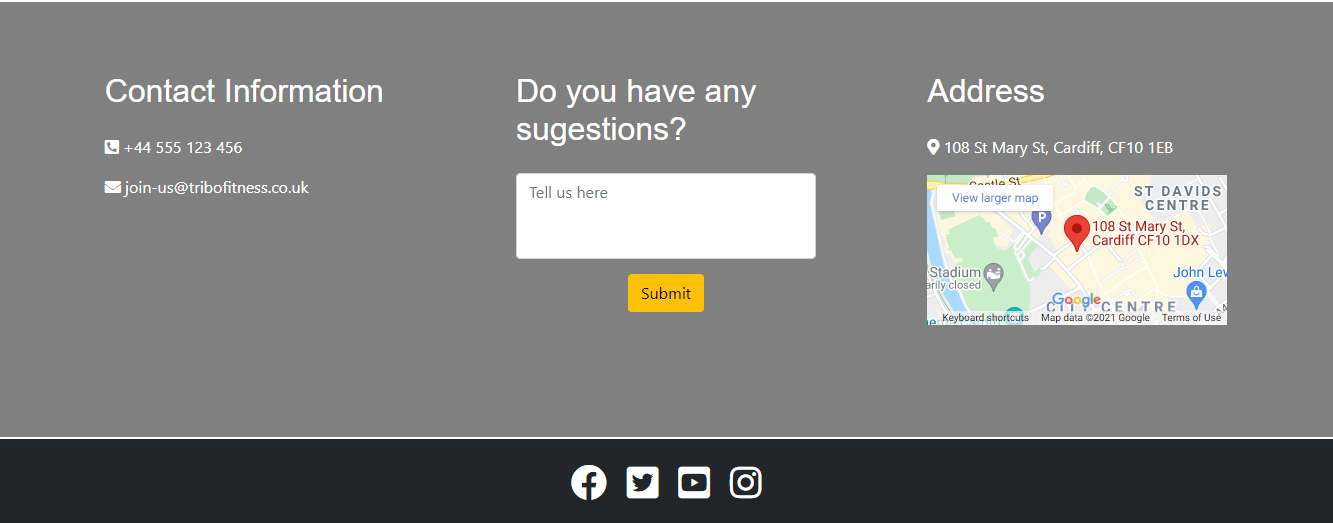 Contact Information
+44 555 123 456
join-us@tribofitness.co.uk
Do you have any
sugestions?
Tell us here
Submit
Address
108 St Mary St, Cardiff, CF10 1EB
Castle St
View larger map
ST DAVIDS
CENTRE
P
108 St Mary St,
Cardiff CF10 1DX
Stadium
arily closed
John Lew
Google
CITY CENTRE
Keyboard shortcuts
Map data ©2021 Google
Terms of Use